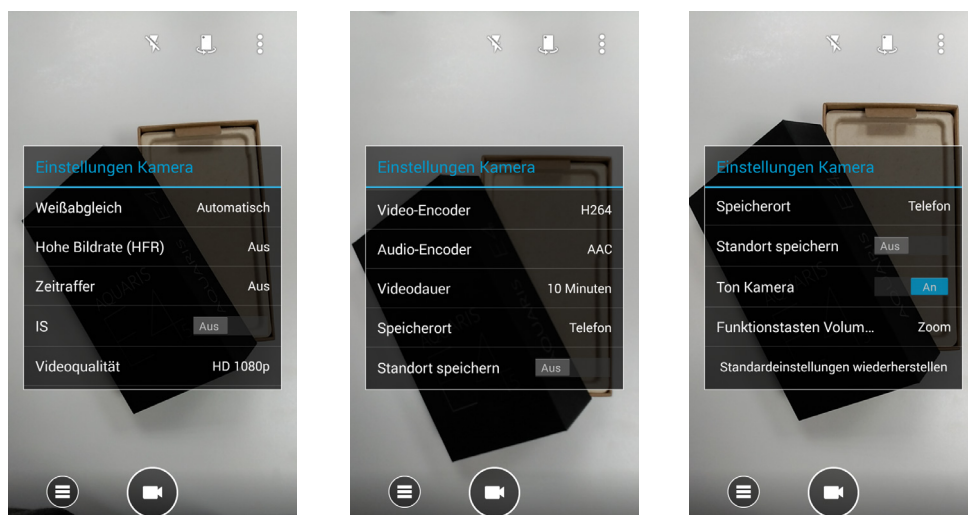 Einstellungen Kamera
Weißabgleich Automatisch
Hohe Bildrate (HFR) Aus
Zeitraffer Aus
IS Aus
Videoqualität HD 1080p
AQUARIS
AQUARIS
Einstellungen Kamera
Video-Encoder H264
Audio-Encoder AAC
Videodauer 10 Minuten
Speicherort Telefon
Standort speichern Aus
Einstellungen Kamera
Speicherort Telefon
Standort speichern Aus
Ton Kamera An
Funktionstasten Volum... Zoom
Standardeinstellungen wiederherstellen